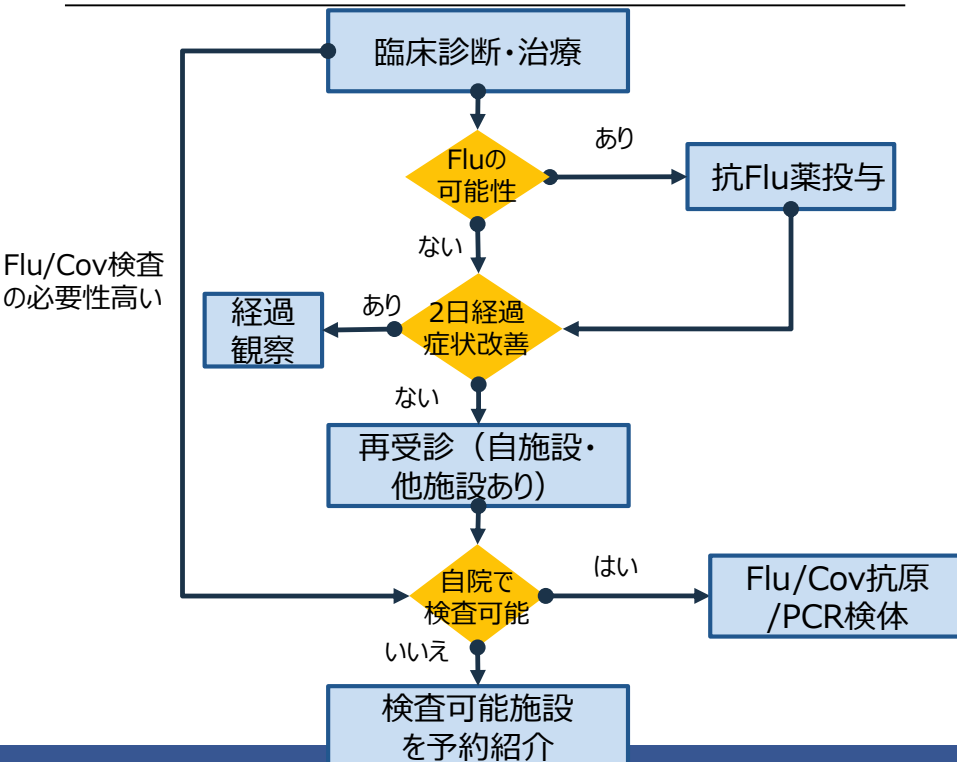 臨床診断・治療
Fluの
可能性
あり
抗Flu薬投与
ない
Flu/Cov検査
の必要性高い
経過
観察
あり
2日経過
症状改善
ない
再受診（自施設・
他施設あり）
自院で
検査可能
はい
Flu/Cov抗原
/PCR検体
いいえ
検査可能施設
を予約紹介